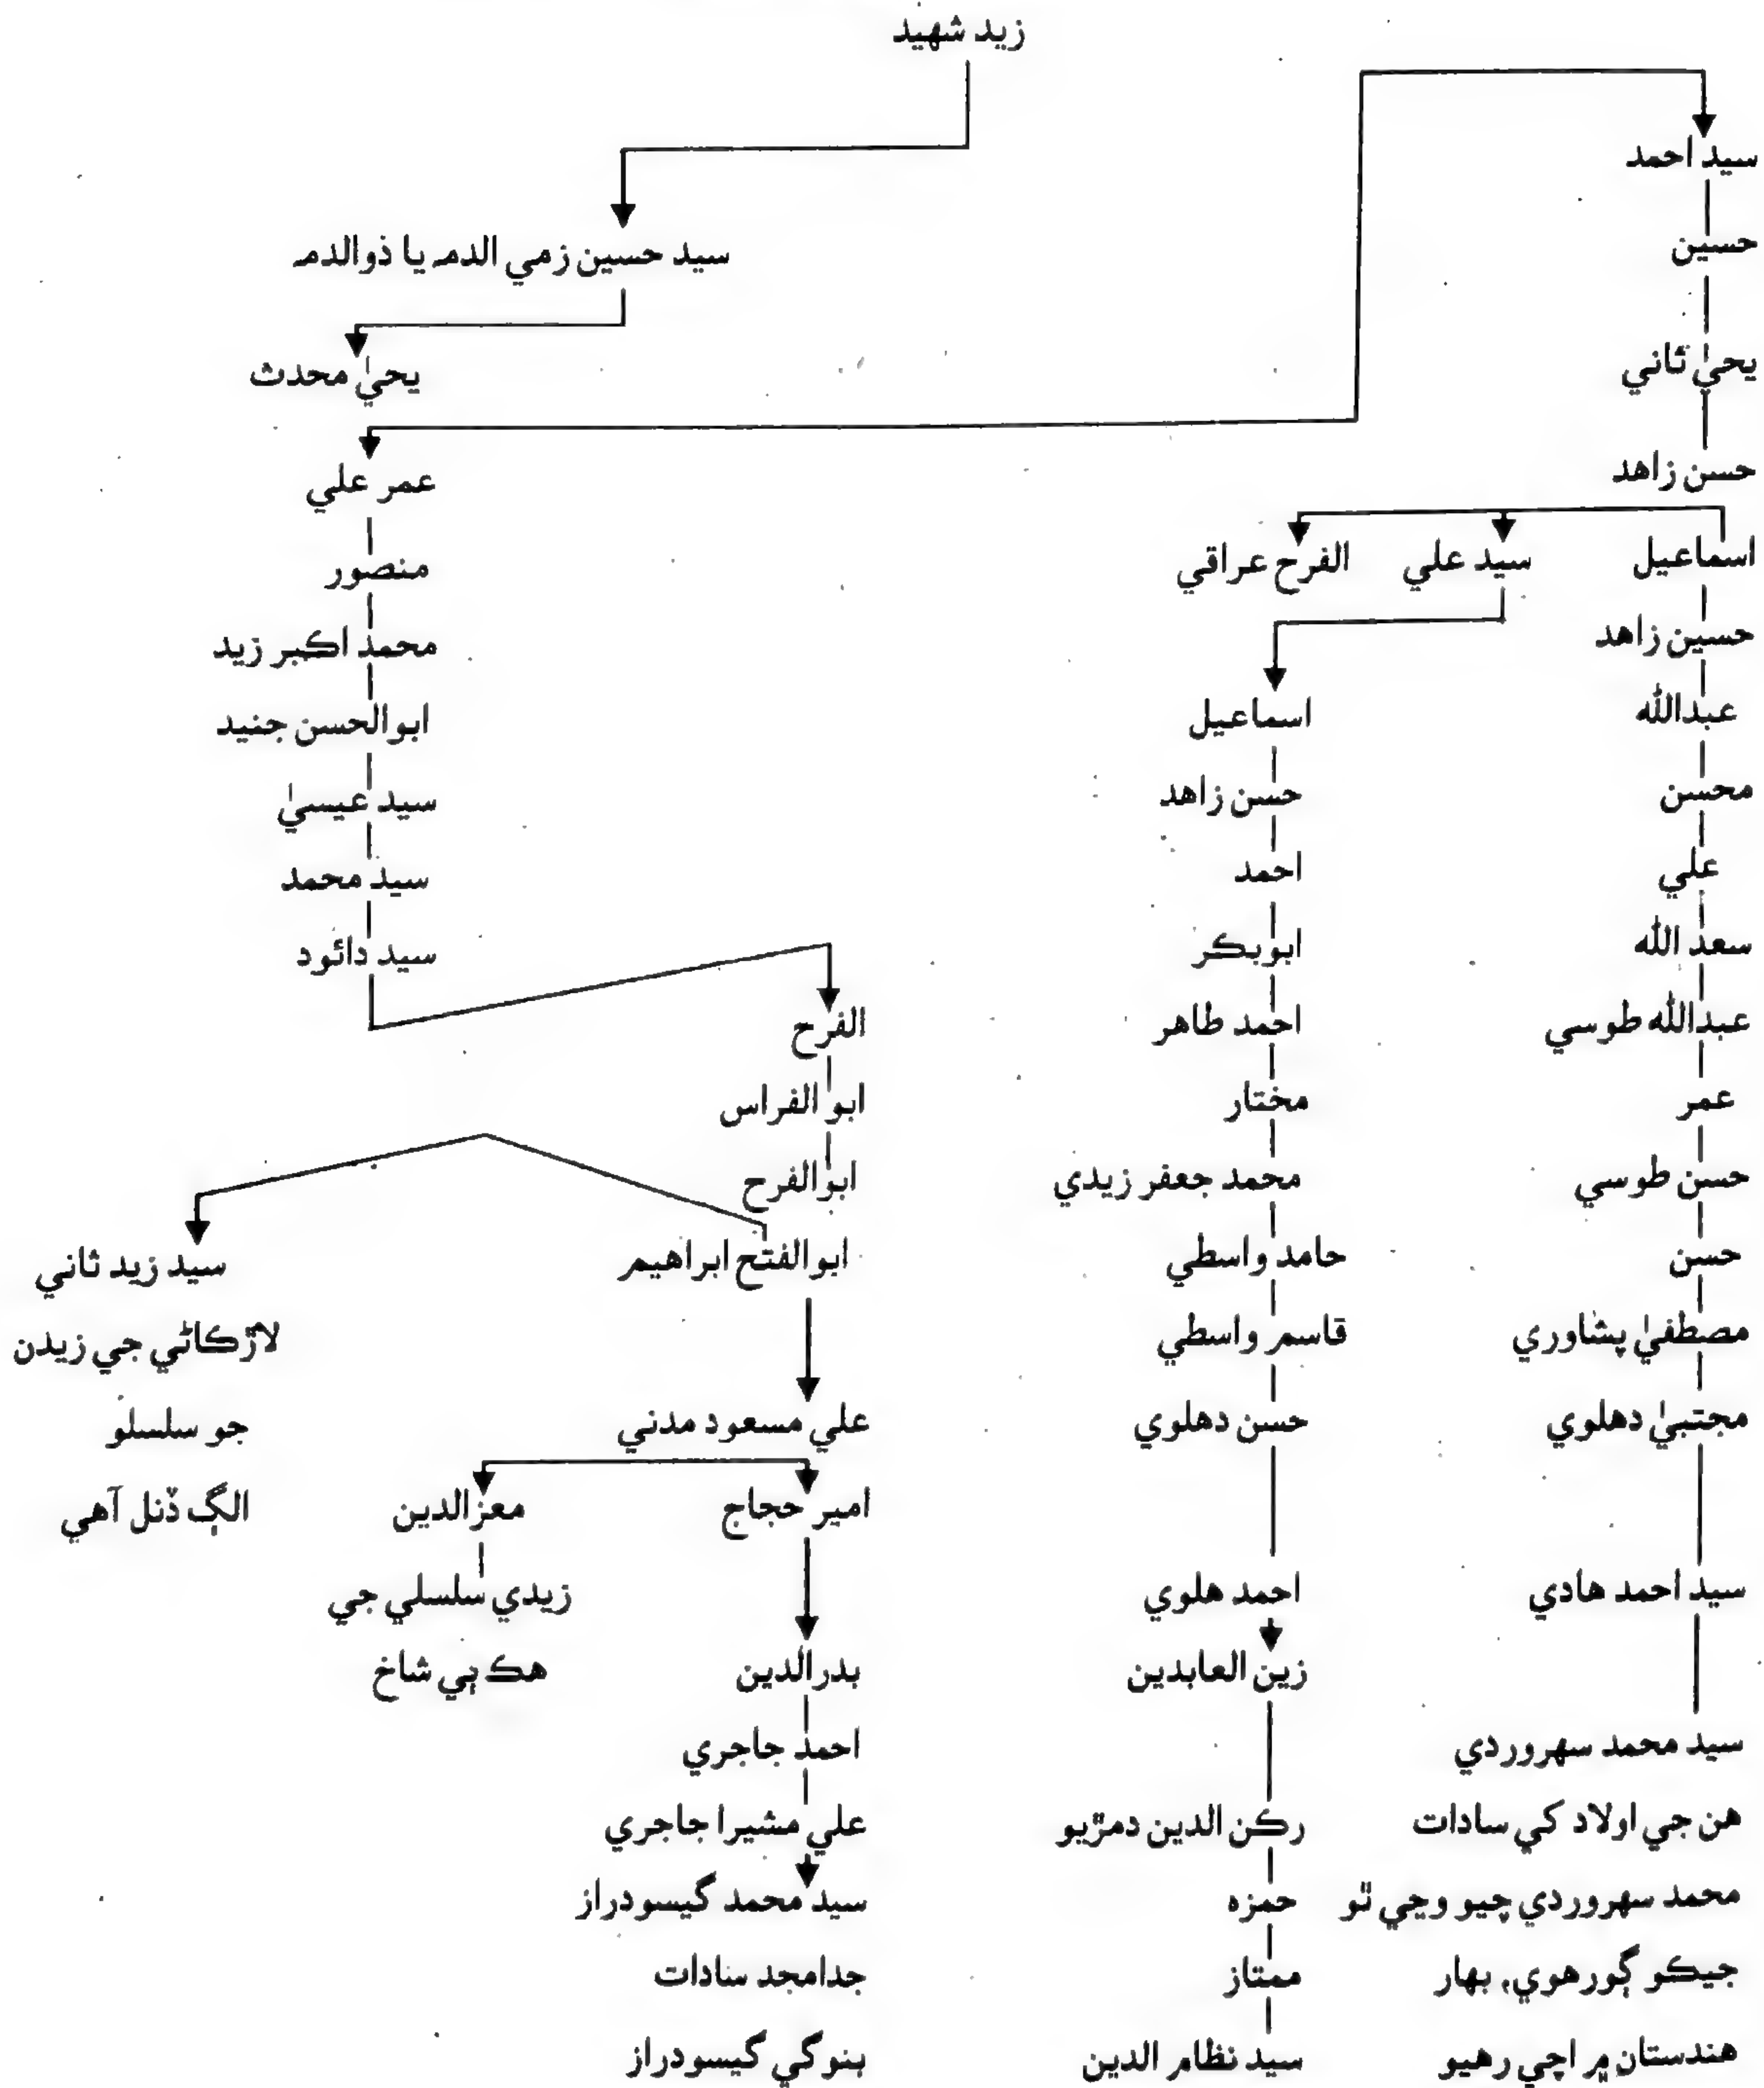 زيد شهيد
سيد حسين زمي الدمہ يا ذوالدمہ
يحيٰ محدث
عمر علي
منصور
محمد اڪبر زيد
ابوالحسن جنيد
سيد عيسيٰ
سيد محمد
سيد دائود
الفرح
ابو الفراس
ابوالفرح
ابوالفتح ابراهيم
سيد زيد ثاني
لاڙڪاڻي جي زيدن
جو سلسلو
الڳ ڏنل آهي
علي مسعود مدني
امير حجاج
معزالدين
زيدي سلسلي جي
هڪ ٻي شاخ
بدرالدين
احمد جاجري
علي مشيرا جاجري
سيد محمد گيسودراز
جدامجد سادات
بنوگي گيسودراز
سيد احمد
حسين
يحيٰ ثاني
حسن زاهد
اسماعيل
سيد علي
الفرح عراقي
اسماعيل
حسن زاهد
احمد
ابوبڪر
احمد طاهر
مختار
محمد جعفر زيدي
حامد واسطي
قاسم واسطي
حسن دهلوي
احمد هلوي
زين العابدين
رڪن الدين دمڙيو
حمزه
ممتاز
سيد نظام الدين
حسين زاهد
عبدالله
محسن
علي
سعد الله
عبدالله طوسي
عمر
حسن طوسي
حسن
مصطفيٰ پشاوري
مجتبيٰ دهلوي
سيد احمد هادي
سيد محمد سهروردي
هن جي اولاد کي سادات
محمد سهروردي چيو وڃي ٿو
جيڪو ڳورهوي، بهار
هندستان ۾ اچي رهيو